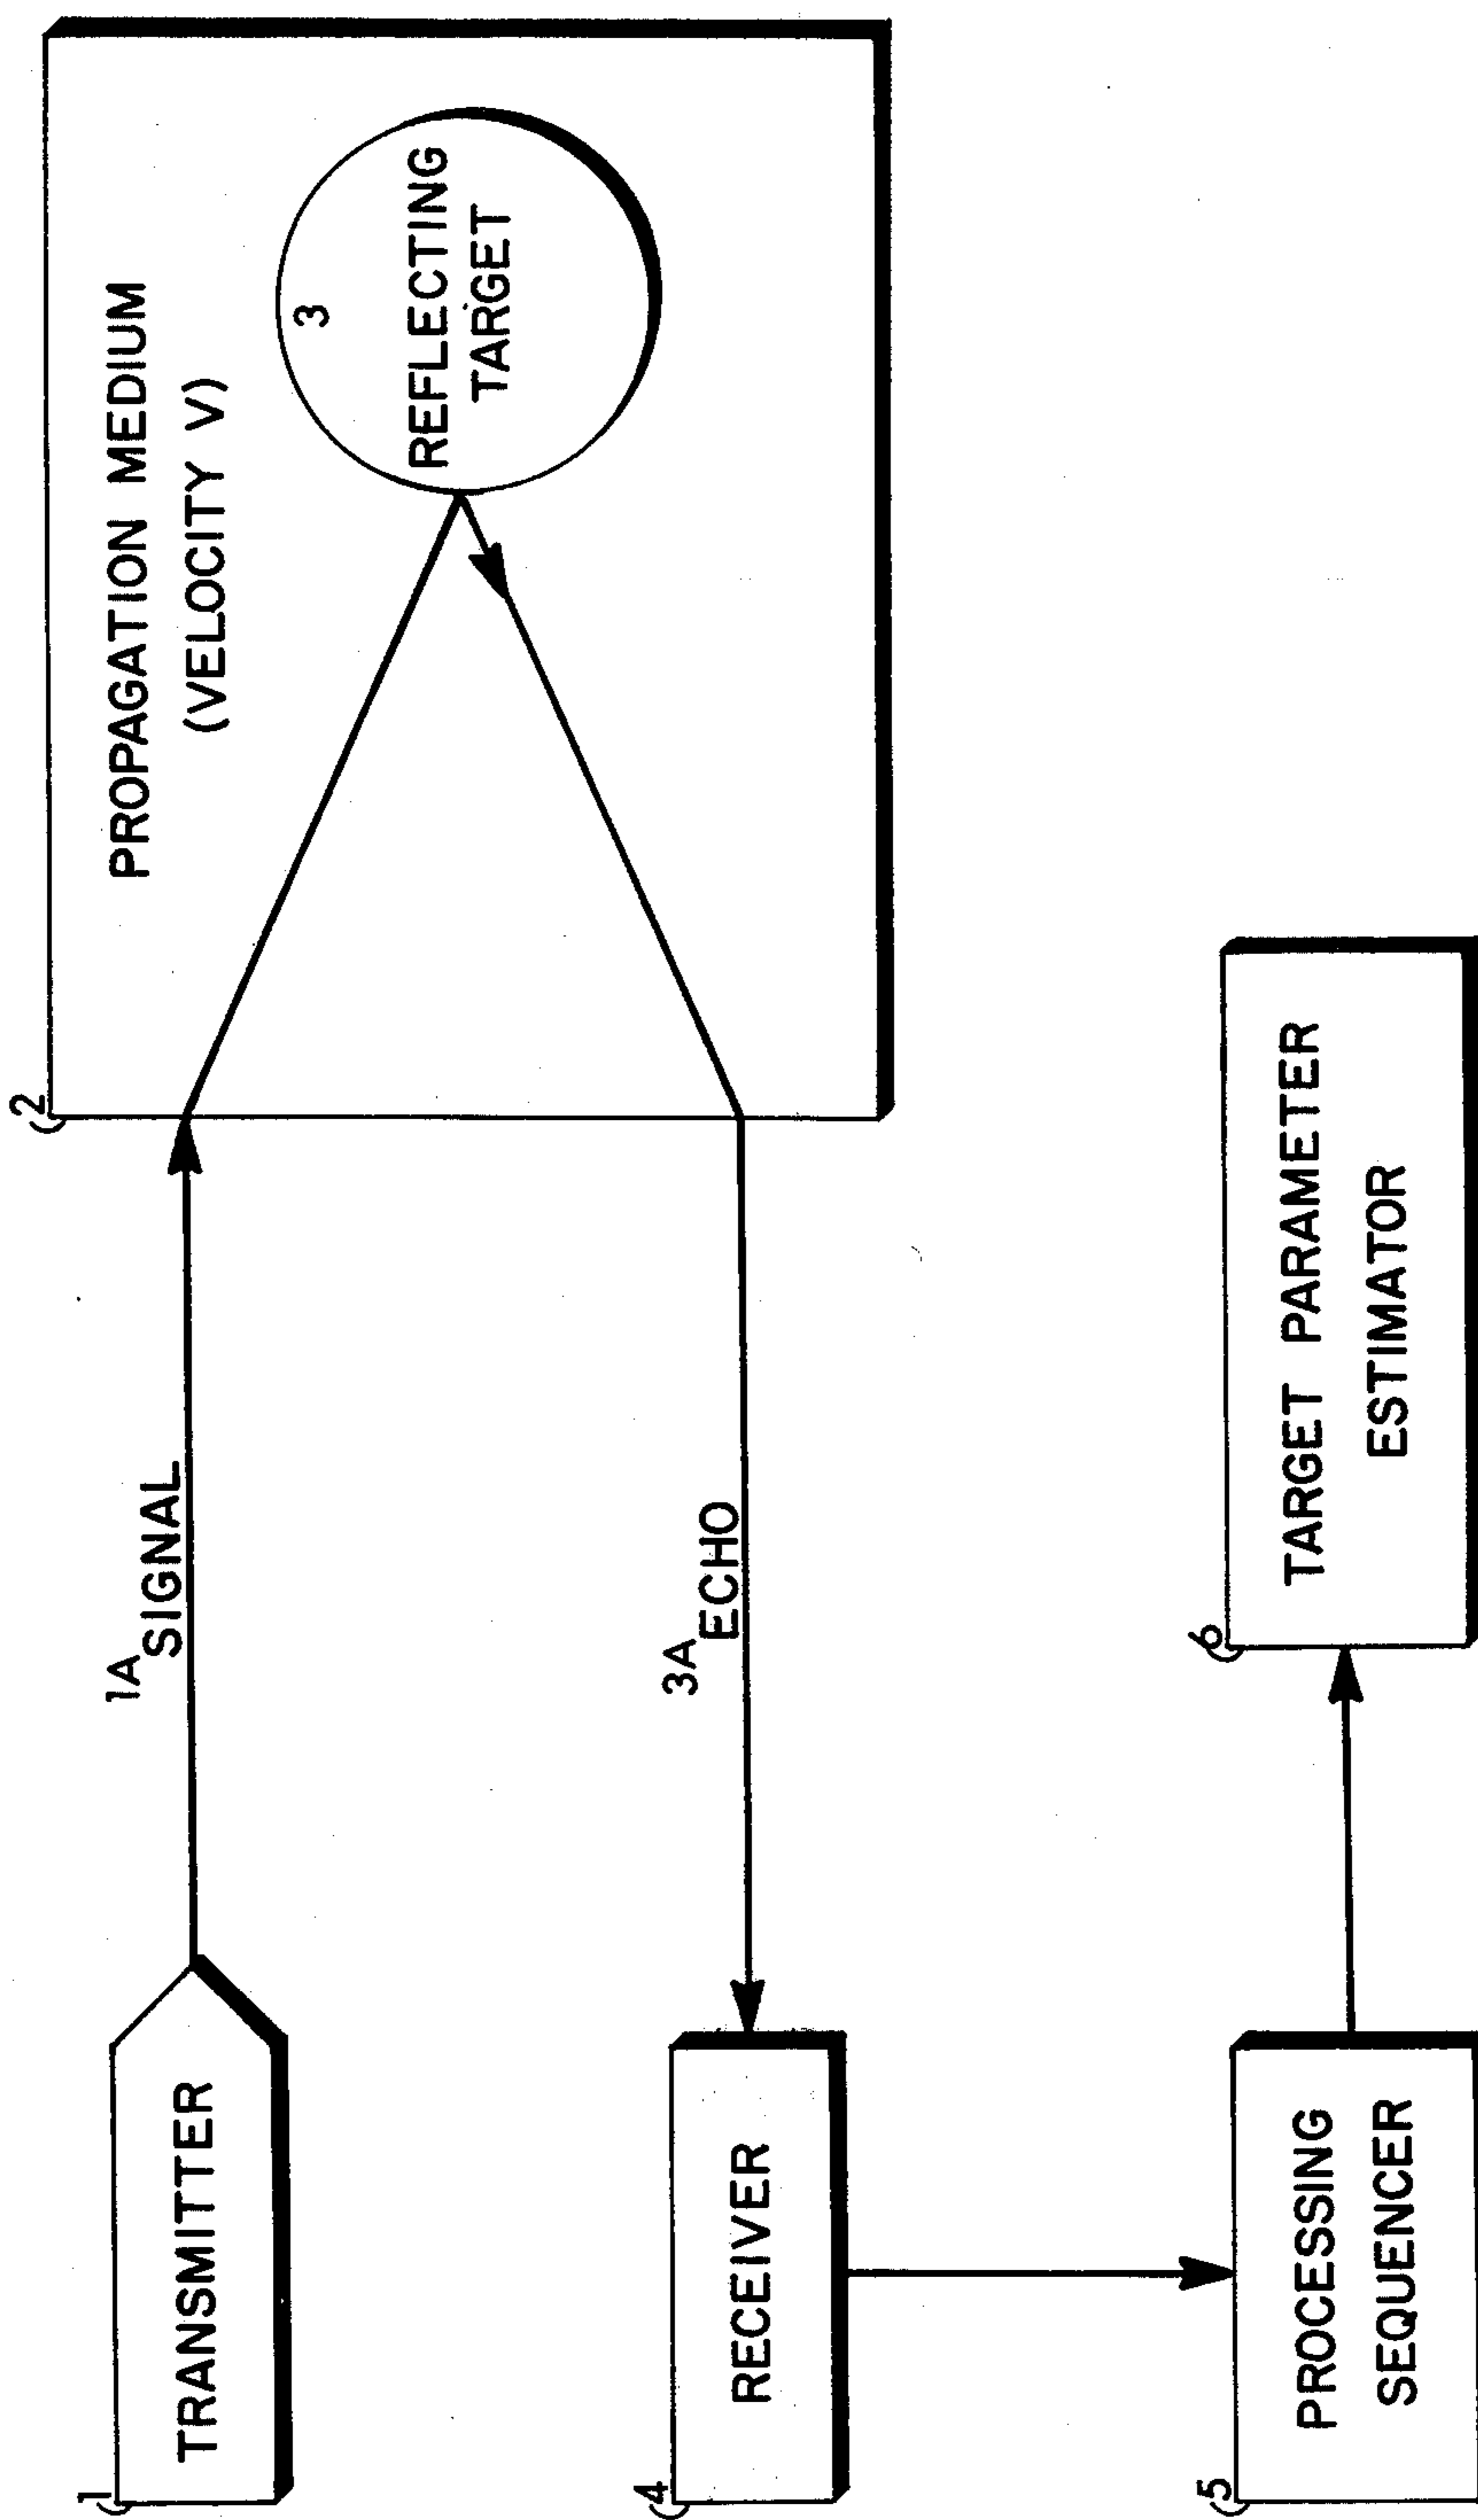 1
TRANSMITTER
1A
SIGNAL
2
PROPAGATION MEDIUM
(VELOCITY V)
3
REFLECTING
TARGET
3A
ECHO
4
RECEIVER
5
PROCESSING
SEQUENCER
6
TARGET PARAMETER
ESTIMATOR